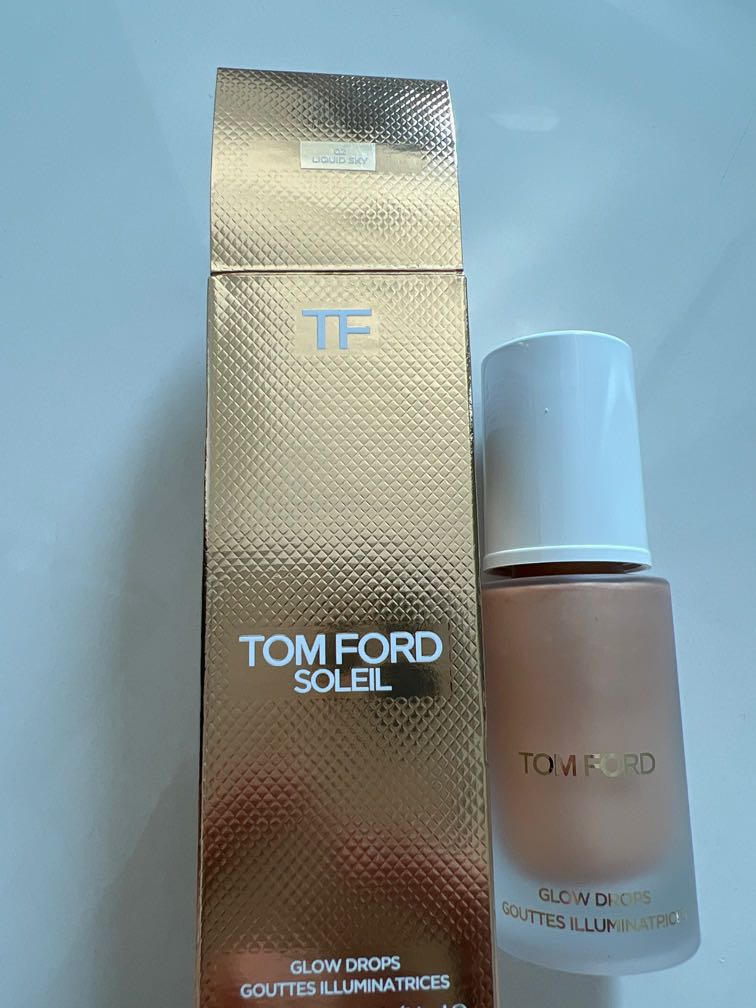 02
LIQUID SKY
TF
TOM FORD
SOLEIL
GLOW DROPS
GOUTTES ILLUMINATRICES
TOM FORD
GLOW DROPS
GOUTTES ILLUMINATRICES